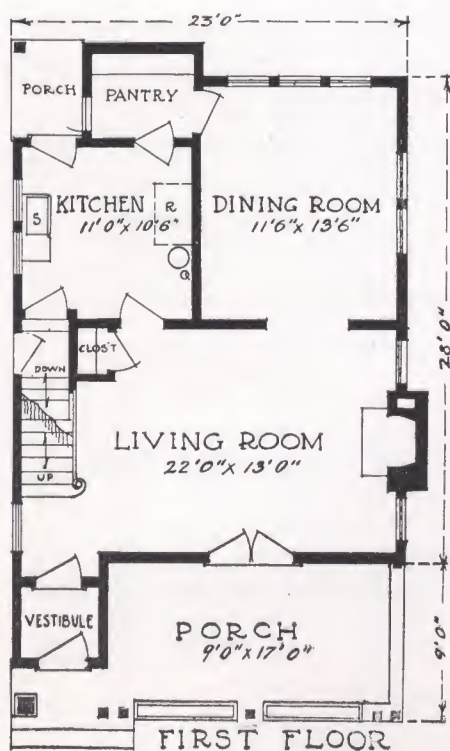 23'0"
PORCH
PANTRY
KITCHEN
11'0" x 10'6"
S
R
DINING ROOM
11'6" x 13'6"
CLOS'T
DOWN
28'0"
LIVING ROOM
22'0" x 13'0"
UP
VESTIBULE
PORCH
9'0" x 17'0"
9'0"
FIRST FLOOR